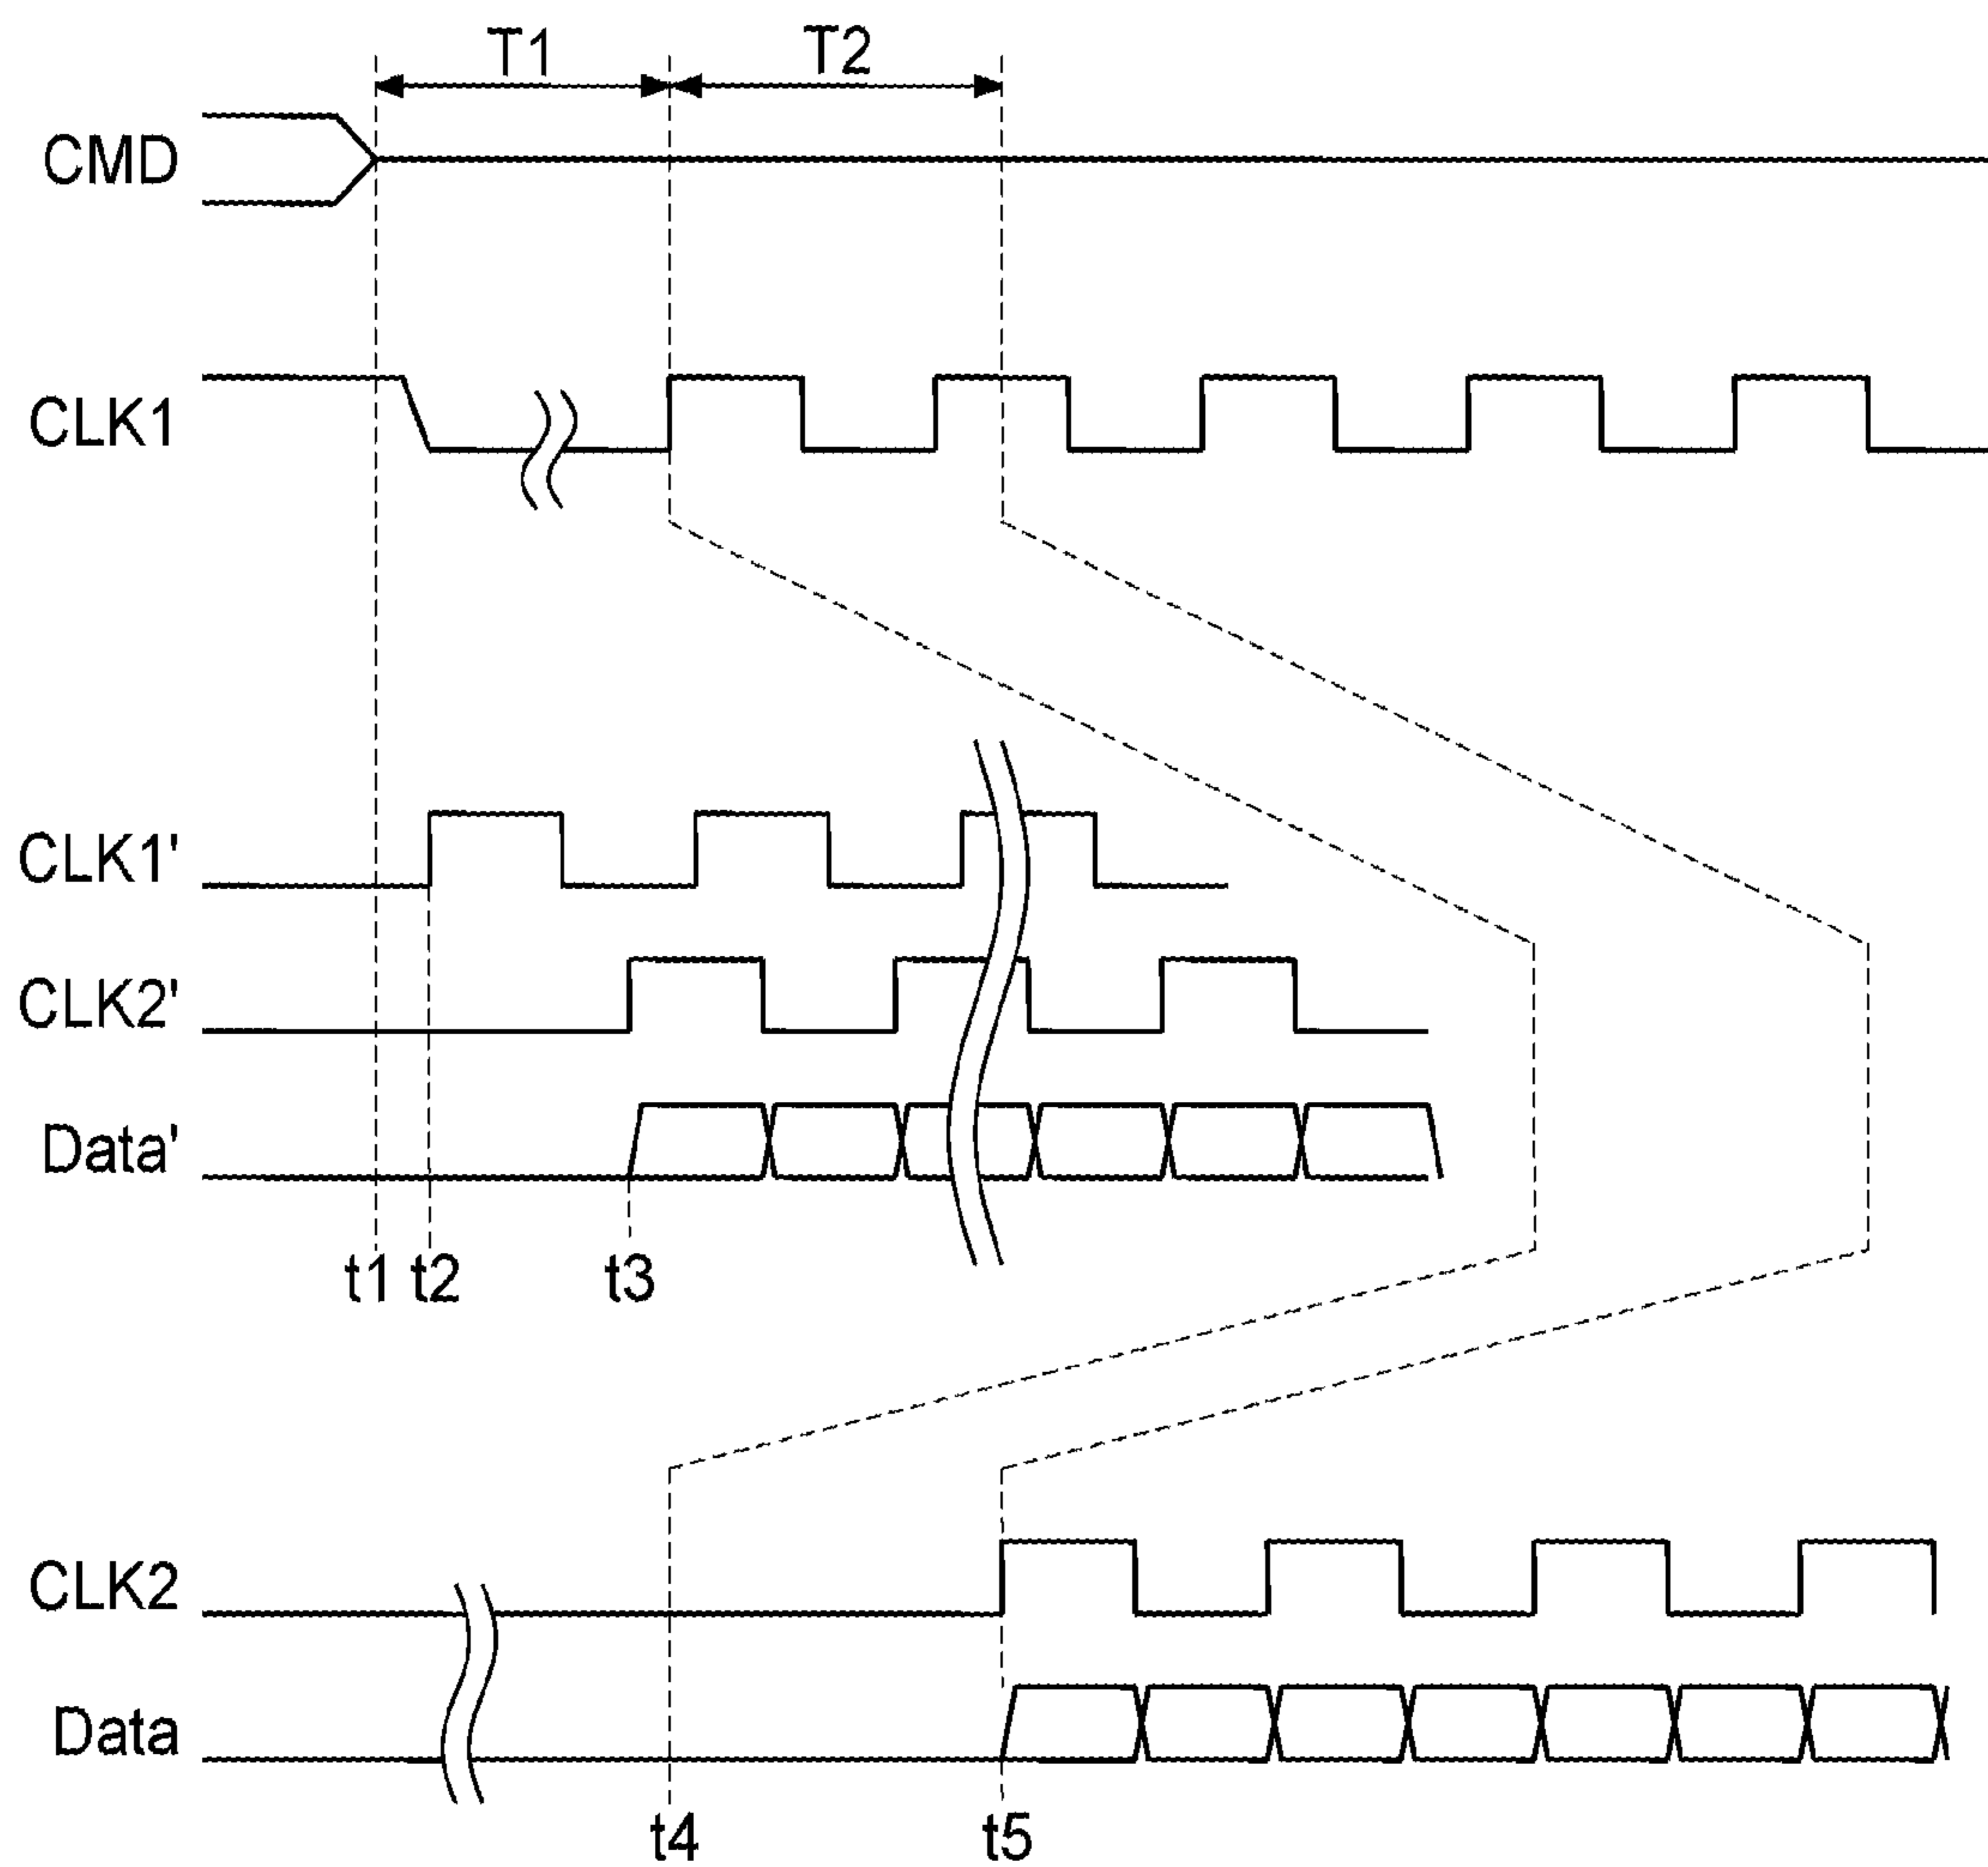 T1 T2
CMD
CLK1
CLK1'
CLK2'
Data'
t1 t2 t3
CLK2
Data
t4 t5